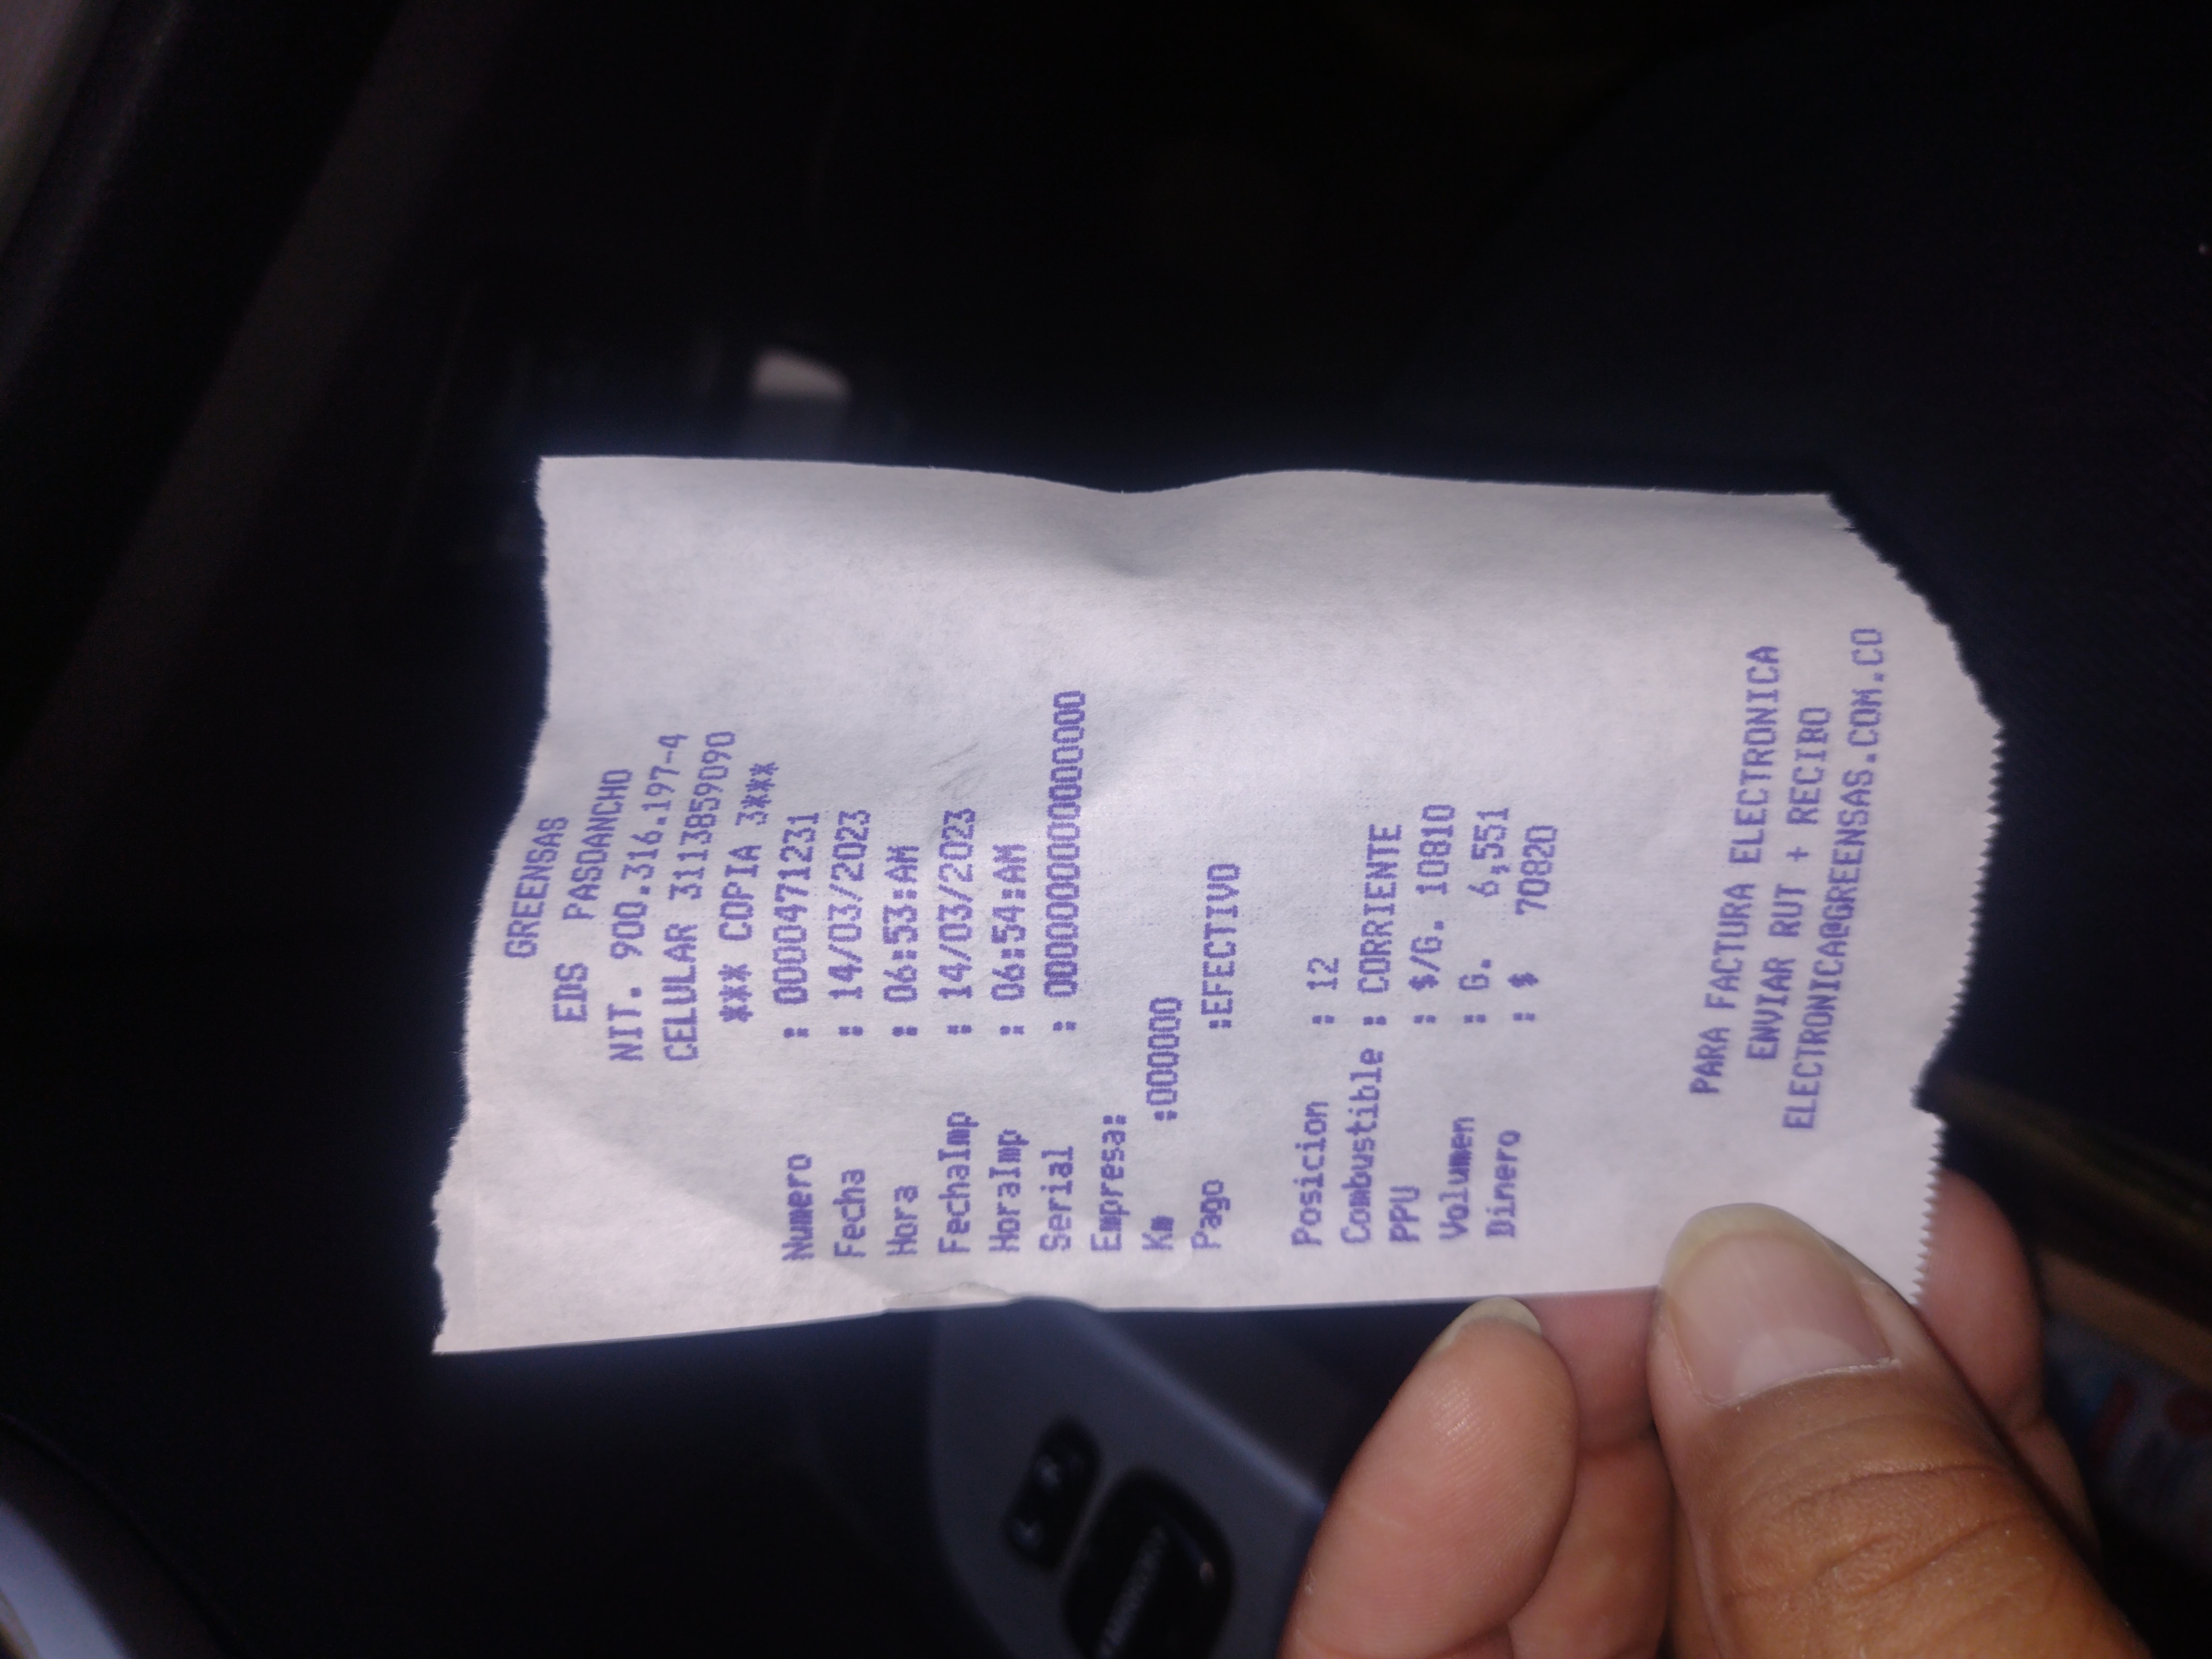 GREENSAS
EDS PASOANCHO
NIT. 900.316.197-4
CELULAR 3113859090
*** COPIA 3***
Numero : 0000471231
Fecha : 14/03/2023
Hora : 06:53:AM
FechaImp : 14/03/2023
HoraImp : 06:54:AM
Serial : 0000000000000000
Empresa:
Km :000000
Pago :EFECTIVO
Posicion : 12
Combustible : CORRIENTE
PPU : $/G. 10810
Volumen : G. 6,551
Dinero : $ 70820
PARA FACTURA ELECTRONICA
ENVIAR RUT + RECIBO
ELECTRONICA@GREENSAS.COM.CO